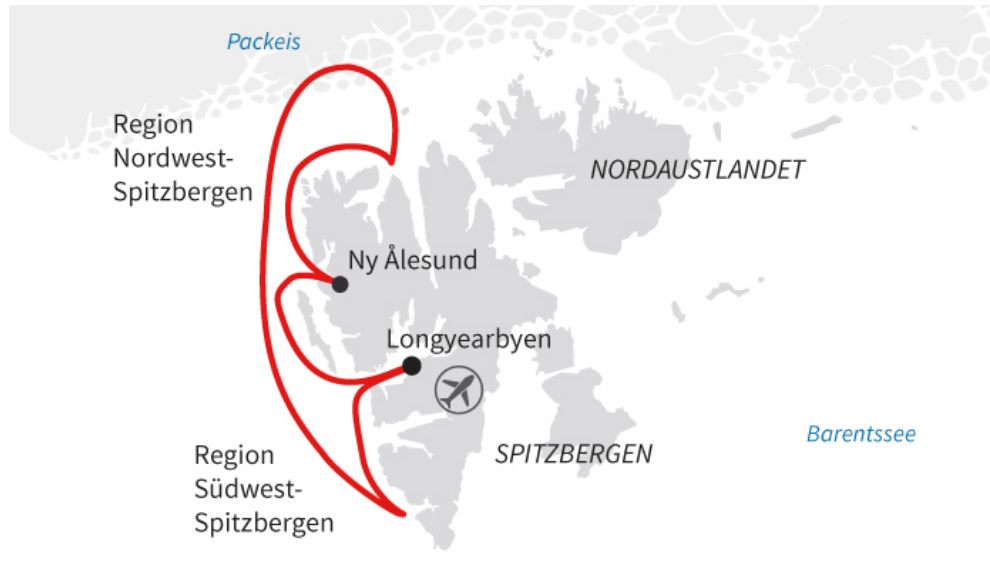 Packeis
Region
Nordwest-
Spitzbergen
NORDAUSTLANDET
Ny Ålesund
Longyearbyen
Barentssee
Region
Südwest-
Spitzbergen
SPITZBERGEN